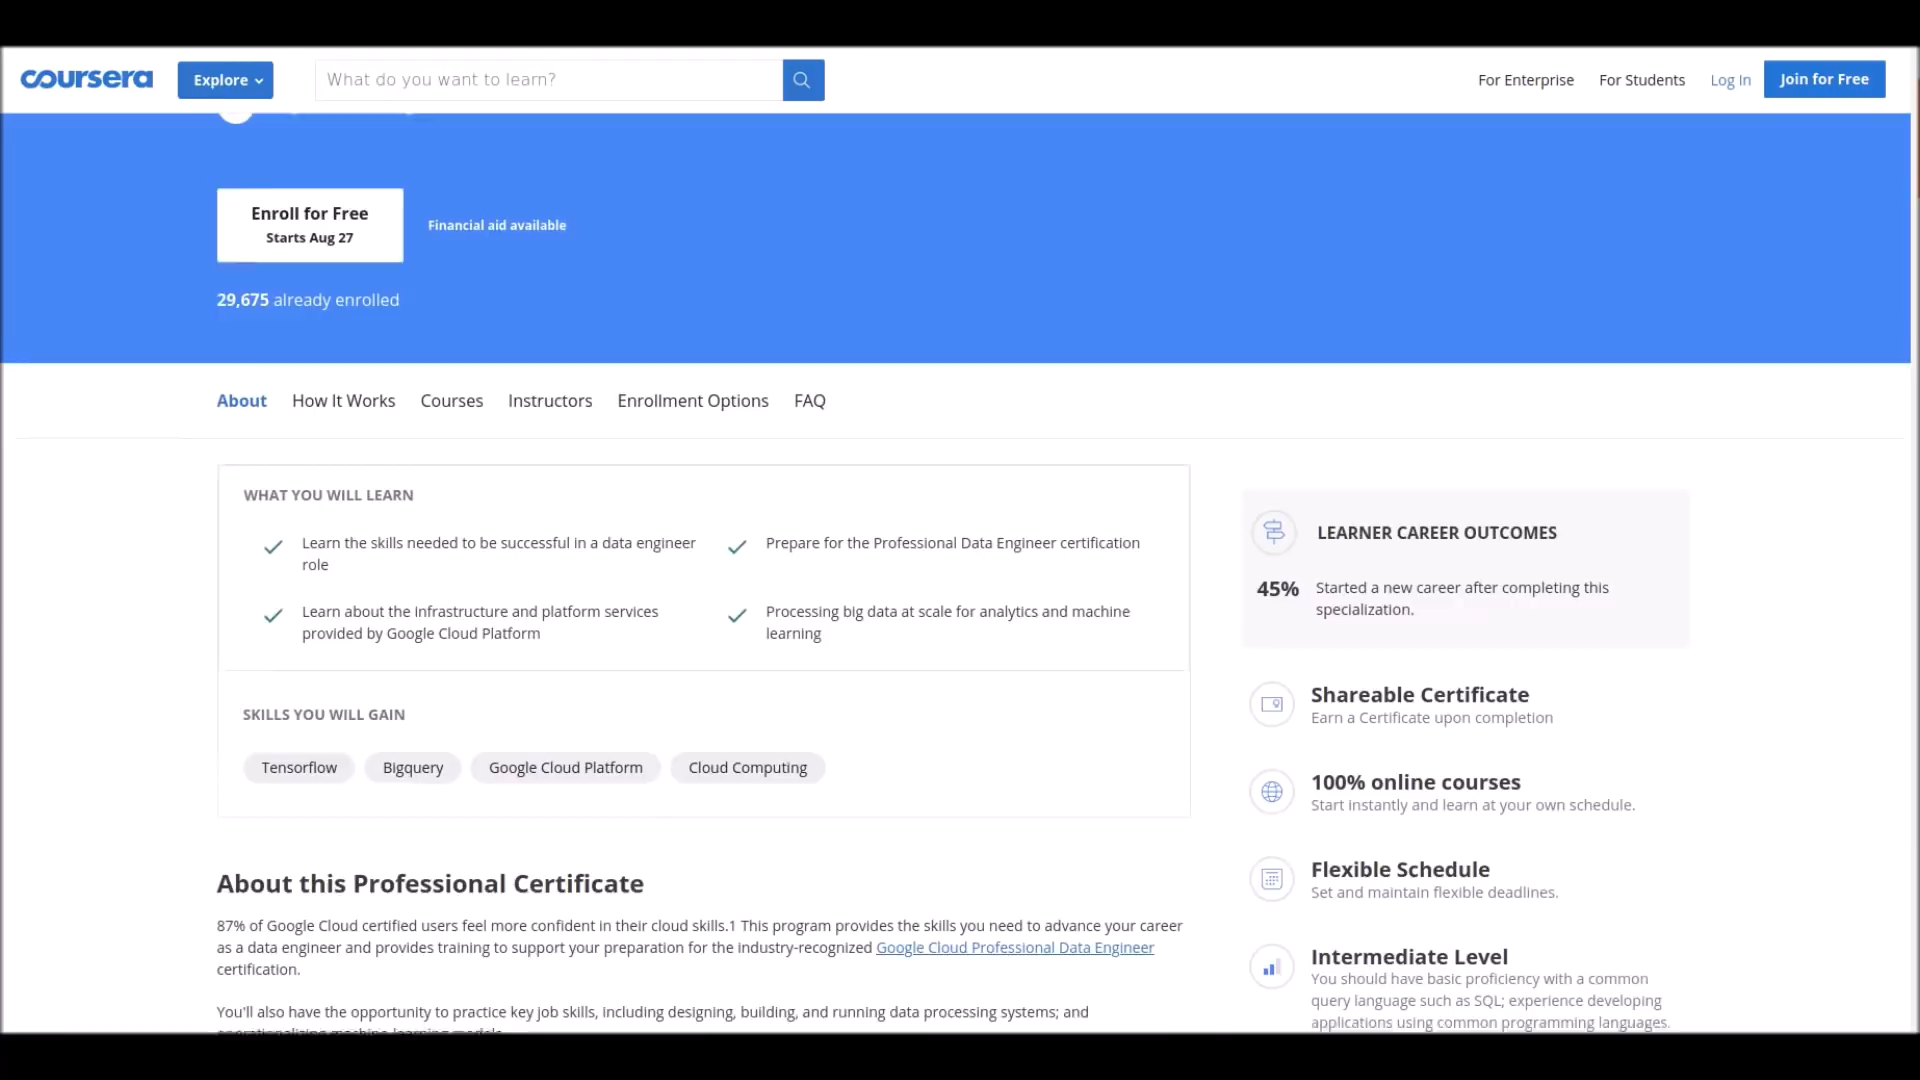 coursera
Explore
What do you want to learn?
For Enterprise
For Students
Log In
Join for Free
Enroll for Free
Starts Aug 27
Financial aid available
29,675 already enrolled
About
How It Works
Courses
Instructors
Enrollment Options
FAQ
WHAT YOU WILL LEARN
Learn the skills needed to be successful in a data engineer
role
Prepare for the Professional Data Engineer certification
Learn about the infrastructure and platform services
provided by Google Cloud Platform
Processing big data at scale for analytics and machine
learning
SKILLS YOU WILL GAIN
Tensorflow
Bigquery
Google Cloud Platform
Cloud Computing
About this Professional Certificate
87% of Google Cloud certified users feel more confident in their cloud skills.1 This program provides the skills you need to advance your career
as a data engineer and provides training to support your preparation for the industry-recognized Google Cloud Professional Data Engineer
certification.
You'll also have the opportunity to practice key job skills, including designing, building, and running data processing systems; and
operationalizing machine-learning models.
LEARNER CAREER OUTCOMES
45% Started a new career after completing this
specialization.
Shareable Certificate
Earn a Certificate upon completion
100% online courses
Start instantly and learn at your own schedule.
Flexible Schedule
Set and maintain flexible deadlines.
Intermediate Level
You should have basic proficiency with a common
query language such as SQL; experience developing
applications using common programming languages.